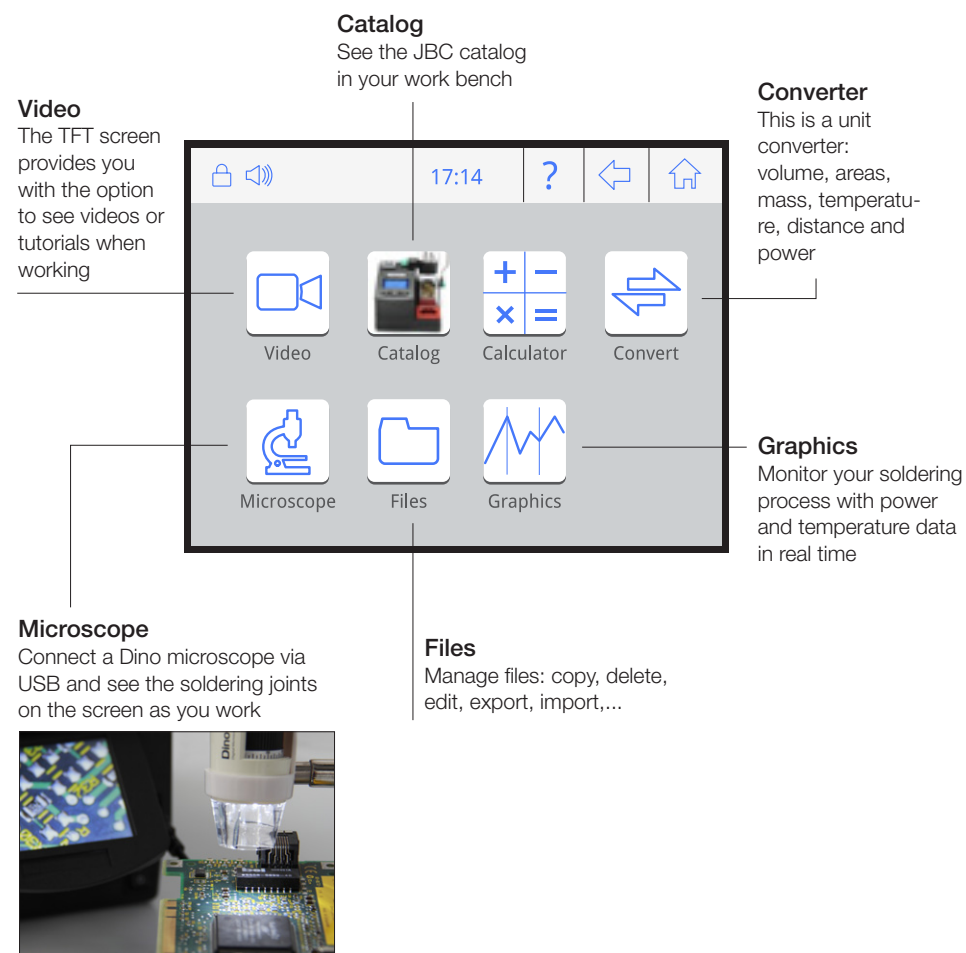 Catalog
See the JBC catalog
in your work bench
Video
The TFT screen
provides you
with the option
to see videos or
tutorials when
working
Converter
This is a unit
converter:
volume, areas,
mass, temperatu-
re, distance and
power
17:14
?
Video
Catalog
Calculator
Convert
Microscope
Files
Graphics
Graphics
Monitor your soldering
process with power
and temperature data
in real time
Microscope
Connect a Dino microscope via
USB and see the soldering joints
on the screen as you work
Files
Manage files: copy, delete,
edit, export, import,...
Dino